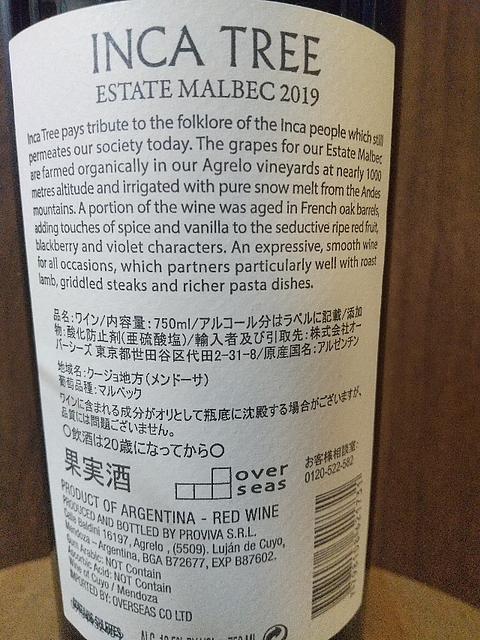 INCA TREE
ESTATE MALBEC 2019
Inca Tree pays tribute to the folklore of the Inca people which still
permeates our society today. The grapes for our Estate Malbec
are farmed organically in our Agrelo vineyards at nearly 1000
metres altitude and irrigated with pure snow melt from the Andes
mountains. A portion of the wine was aged in French oak barrels,
adding touches of spice and vanilla to the seductive ripe red fruit,
blackberry and violet characters. An expressive, smooth wine
for all occasions, which partners particularly well with roast
lamb, griddled steaks and richer pasta dishes.
品名:ワイン/内容量:750ml/アルコール分はラベルに記載/添加
物:酸化防止剤(亜硫酸塩)/輸入者及び引取先:株式会社オー
バーシーズ 東京都世田谷区代田2-31-8/原産国名:アルゼンチン
地域名:クージョ地方(メンドーサ)
葡萄品種:マルベック
ワインに含まれる成分がオリとして瓶底に沈殿する場合がございますが、
品質には問題ございません。
○飲酒は20歳になってから○
果実酒
over
seas
お客様相談室:
0120-522-582
PRODUCT OF ARGENTINA - RED WINE
PRODUCED AND BOTTLED BY PROVIVA S.R.L.
Calle Baldini 16197, Agrelo , (5509). Luján de Cuyo,
Mendoza – Argentina, BGA B72677, EXP B87602.
Gum Arabic: NOT Contain
Ascorbic Acid: NOT Contain
Wine of Cuyo / Mendoza
IMPORTED BY: OVERSEAS CO LTD